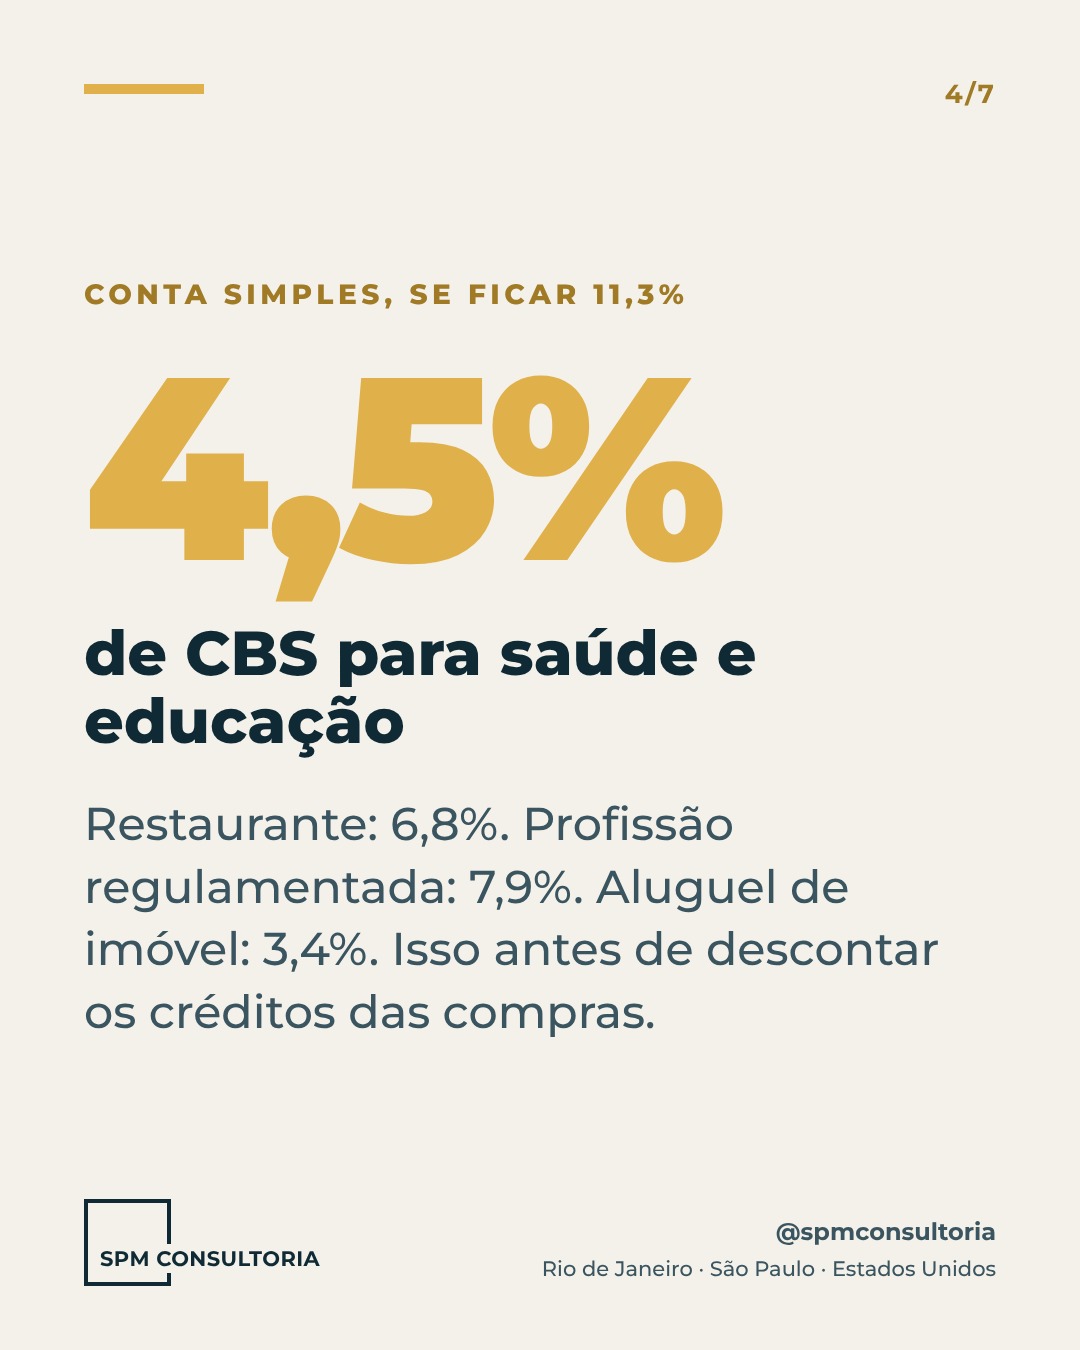 4/7
CONTA SIMPLES, SE FICAR 11,3%
4,5%
de CBS para saúde e
educação
Restaurante: 6,8%. Profissão
regulamentada: 7,9%. Aluguel de
imóvel: 3,4%. Isso antes de descontar
os créditos das compras.
SPM CONSULTORIA
@spmconsultoria
Rio de Janeiro · São Paulo · Estados Unidos